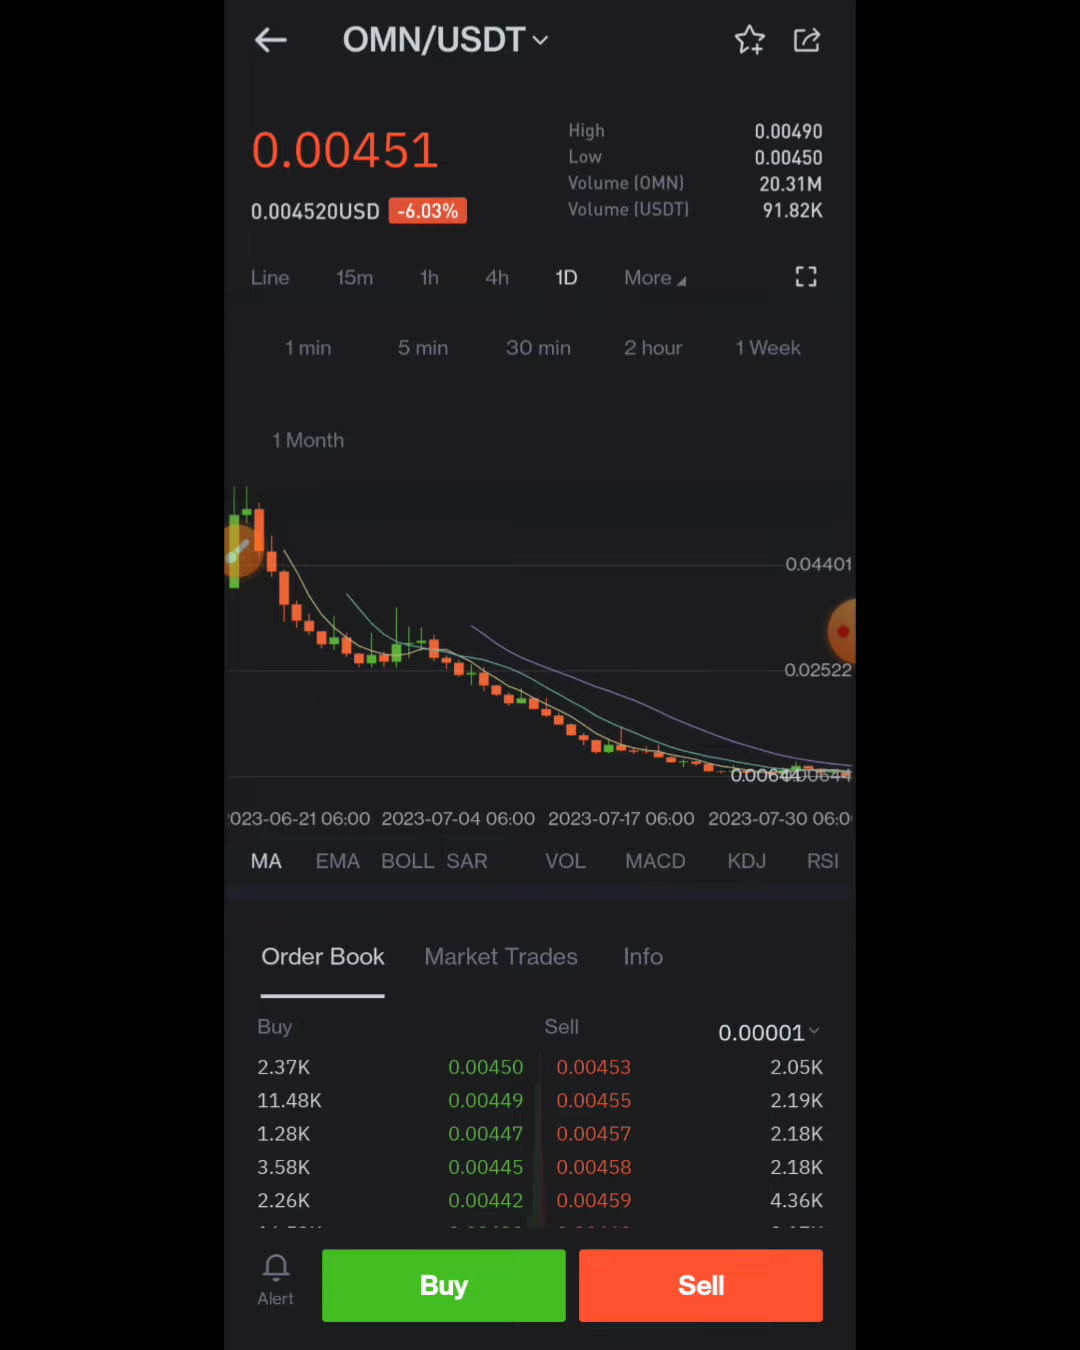 OMN/USDT
0.00451
0.004520USD -6.03%
High 0.00490
Low 0.00450
Volume (OMN) 20.31M
Volume (USDT) 91.82K
Line 15m 1h 4h 1D More
1 min 5 min 30 min 2 hour 1 Week
1 Month
0.04401
0.02522
0.00644
023-06-21 06:00 2023-07-04 06:00 2023-07-17 06:00 2023-07-30 06:0
MA EMA BOLL SAR VOL MACD KDJ RSI
Order Book Market Trades Info
Buy Sell 0.00001
2.37K 0.00450 0.00453 2.05K
11.48K 0.00449 0.00455 2.19K
1.28K 0.00447 0.00457 2.18K
3.58K 0.00445 0.00458 2.18K
2.26K 0.00442 0.00459 4.36K
Alert Buy Sell